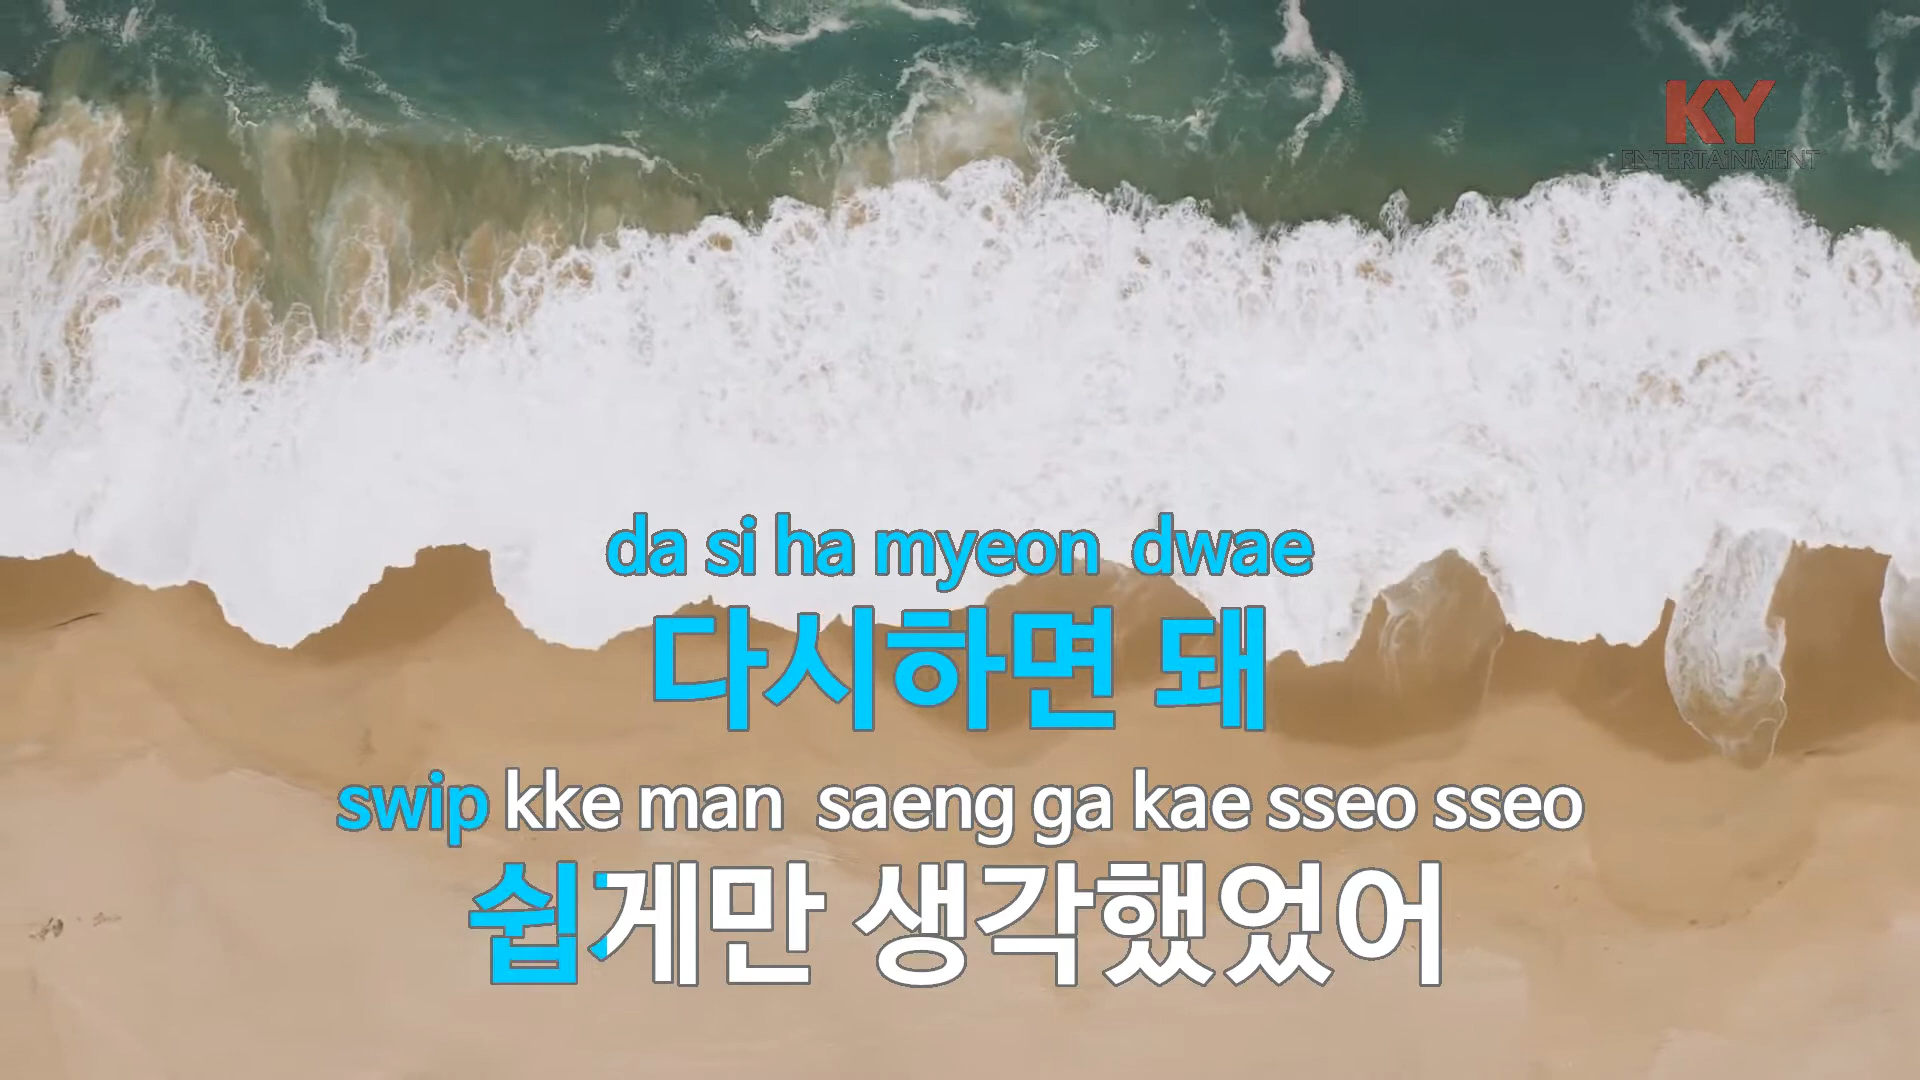 KY
ENTERTAINMENT
da si ha myeon dwae
다시하면 돼
swip kke man saeng ga kae sseo sseo
쉽게만 생각했었어